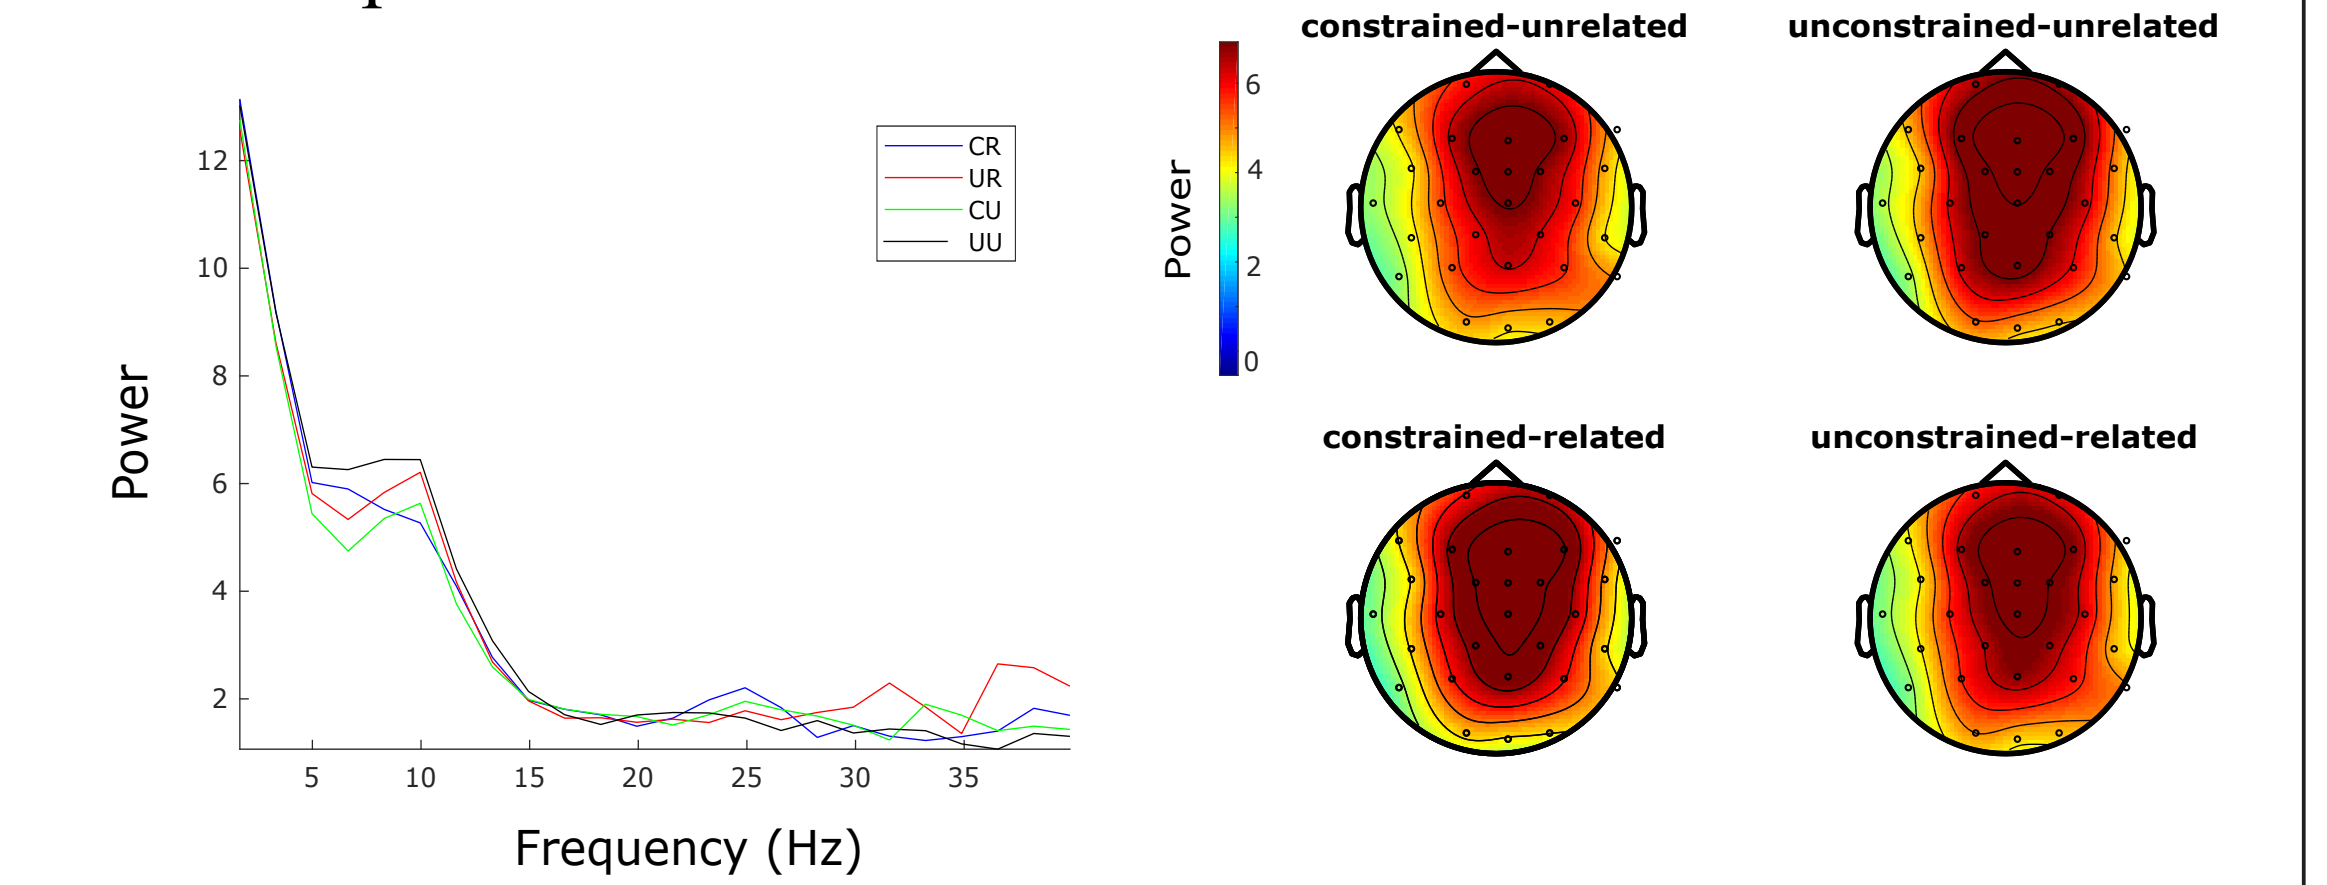 12
10
8
6
4
2
Power
5 10 15 20 25 30 35
Frequency (Hz)
CR
UR
CU
UU
Power
6
4
2
0
constrained-unrelated
unconstrained-unrelated
constrained-related
unconstrained-related